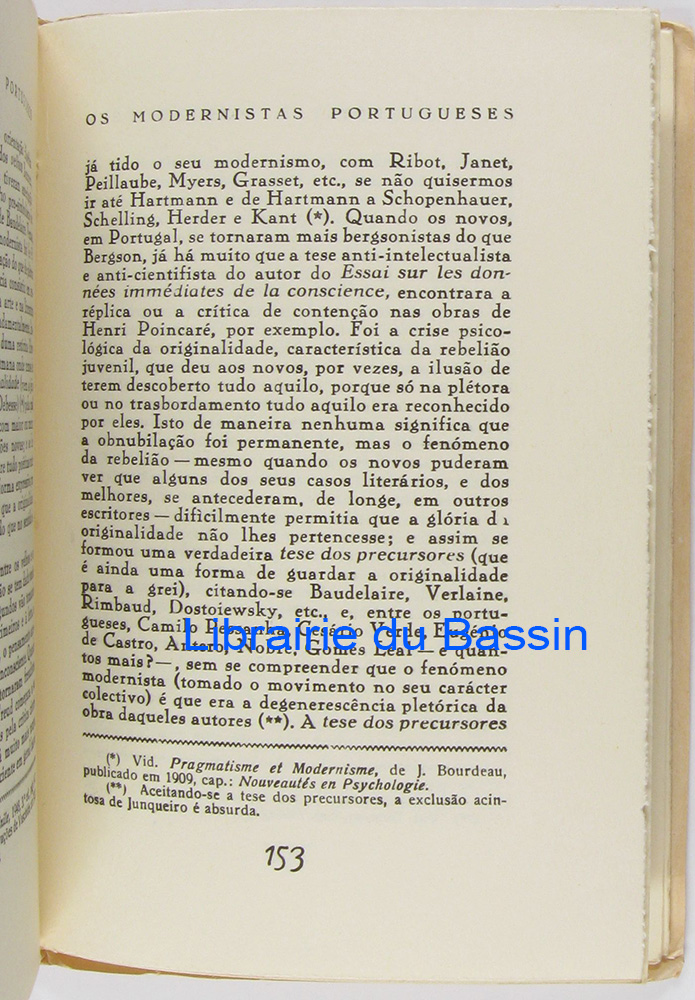 OS MODERNISTAS PORTUGUESES
já tido o seu modernismo, com Ribot, Janet,
Peillaube, Myers, Grasset, etc., se não quisermos
ir até Hartmann e de Hartmann a Schopenhauer,
Schelling, Herder e Kant (*). Quando os novos,
em Portugal, se tornaram mais bergsonistas do que
Bergson, já há muito que a tese anti-intelectualista
e anti-cientifista do autor do Essai sur les don-
nées immédiates de la conscience, encontrara a
réplica ou a crítica de contenção nas obras de
Henri Poincaré, por exemplo. Foi a crise psico-
lógica da originalidade, característica da rebelião
juvenil, que deu aos novos, por vezes, a ilusão de
terem descoberto tudo aquilo, porque só na plétora
ou no trasbordamento tudo aquilo era reconhecido
por eles. Isto de maneira nenhuma significa que
a obnubilação foi permanente, mas o fenómeno
da rebelião — mesmo quando os novos puderam
ver que alguns dos seus casos literários, e dos
melhores, se antecederam, de longe, em outros
escritores — dificilmente permitia que a glória da
originalidade não lhes pertencesse; e assim se
formou uma verdadeira tese dos precursores (que
é ainda uma forma de guardar a originalidade
para a grei), citando-se Baudelaire, Verlaine,
Rimbaud, Dostoiewsky, etc., e, entre os portu-
gueses, Camilo Pessanha, Cesário Verde, Eugénio
de Castro, Antero, Nobre, Gomes Leal — e quan-
tos mais? —, sem se compreender que o fenómeno
modernista (tomado o movimento no seu carácter
colectivo) é que era a degenerescência pletórica da
obra daqueles autores (**). A tese dos precursores
(*) Vid. Pragmatisme et Modernisme, de J. Bourdeau,
publicado em 1909, cap.: Nouveautés en Psychologie.
(**) Aceitando-se a tese dos precursores, a exclusão acin-
tosa de Junqueiro é absurda.
153
Librairie du Bassin